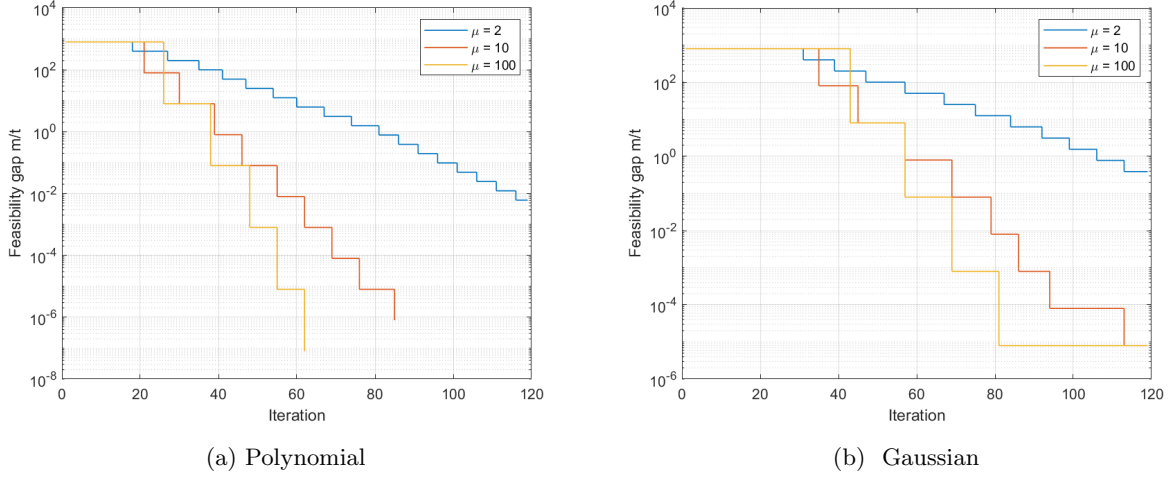 10^4
10^2
10^0
10^-2
10^-4
10^-6
10^-8
Feasibility gap m/t
μ = 2
μ = 10
μ = 100
0 20 40 60 80 100 120
Iteration
(a) Polynomial
10^4
10^2
10^0
10^-2
10^-4
10^-6
Feasibility gap m/t
μ = 2
μ = 10
μ = 100
0 20 40 60 80 100 120
Iteration
(b) Gaussian